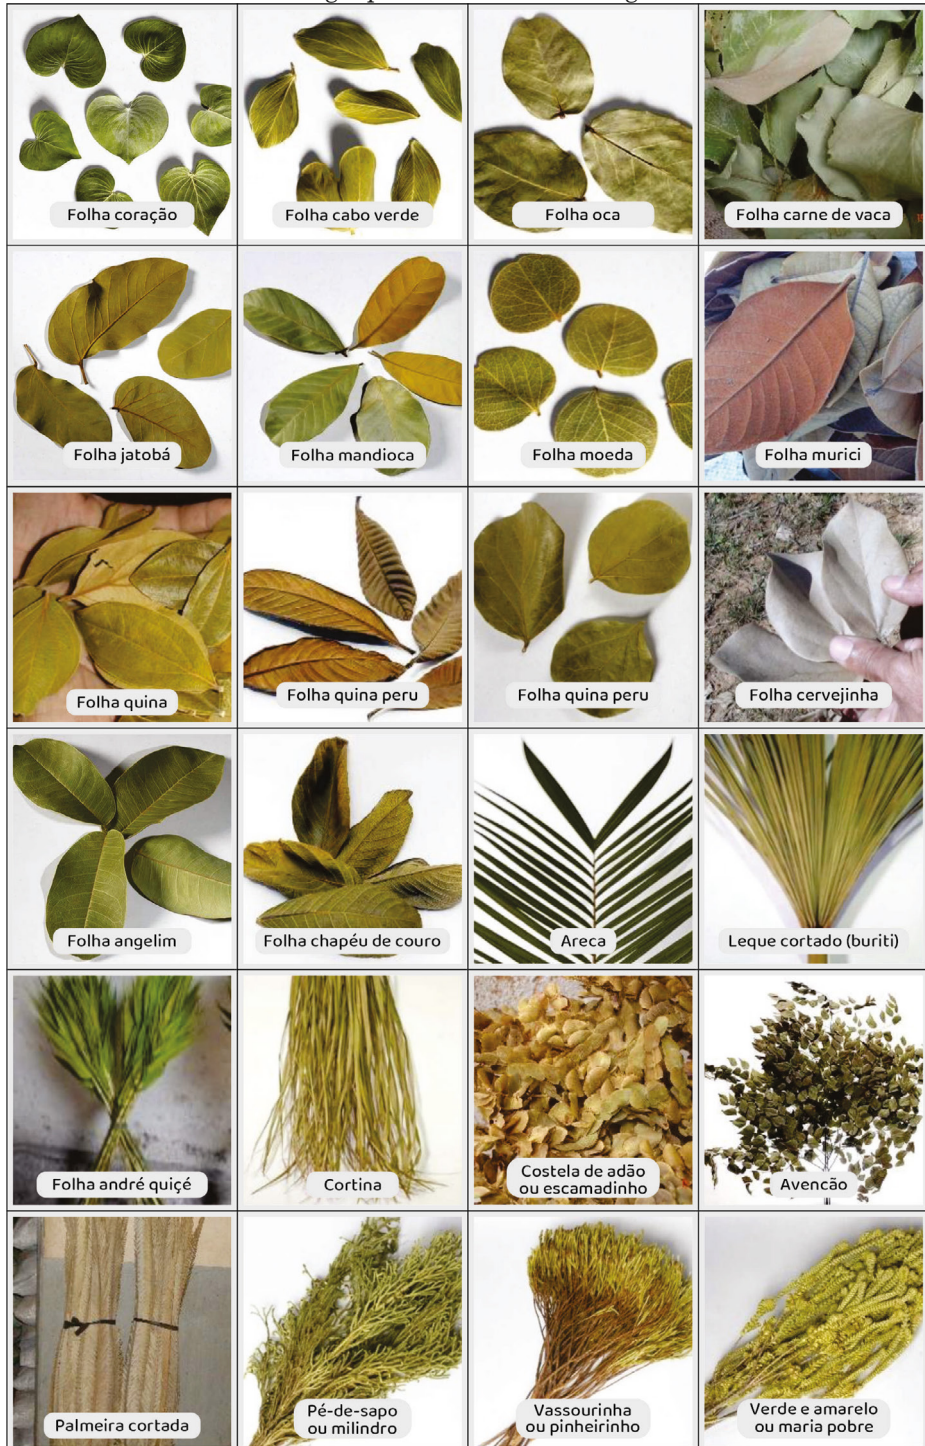 Folha coração
Folha cabo verde
Folha oca
Folha carne de vaca
Folha jatobá
Folha mandioca
Folha moeda
Folha murici
Folha quina
Folha quina peru
Folha quina peru
Folha cervejinha
Folha angelim
Folha chapéu de couro
Areca
Leque cortado (buriti)
Folha andré quiçé
Cortina
Costela de adão
ou escamadinho
Avencão
Palmeira cortada
Pé-de-sapo
ou milindro
Vassourinha
ou pinheirinho
Verde e amarelo
ou maria pobre